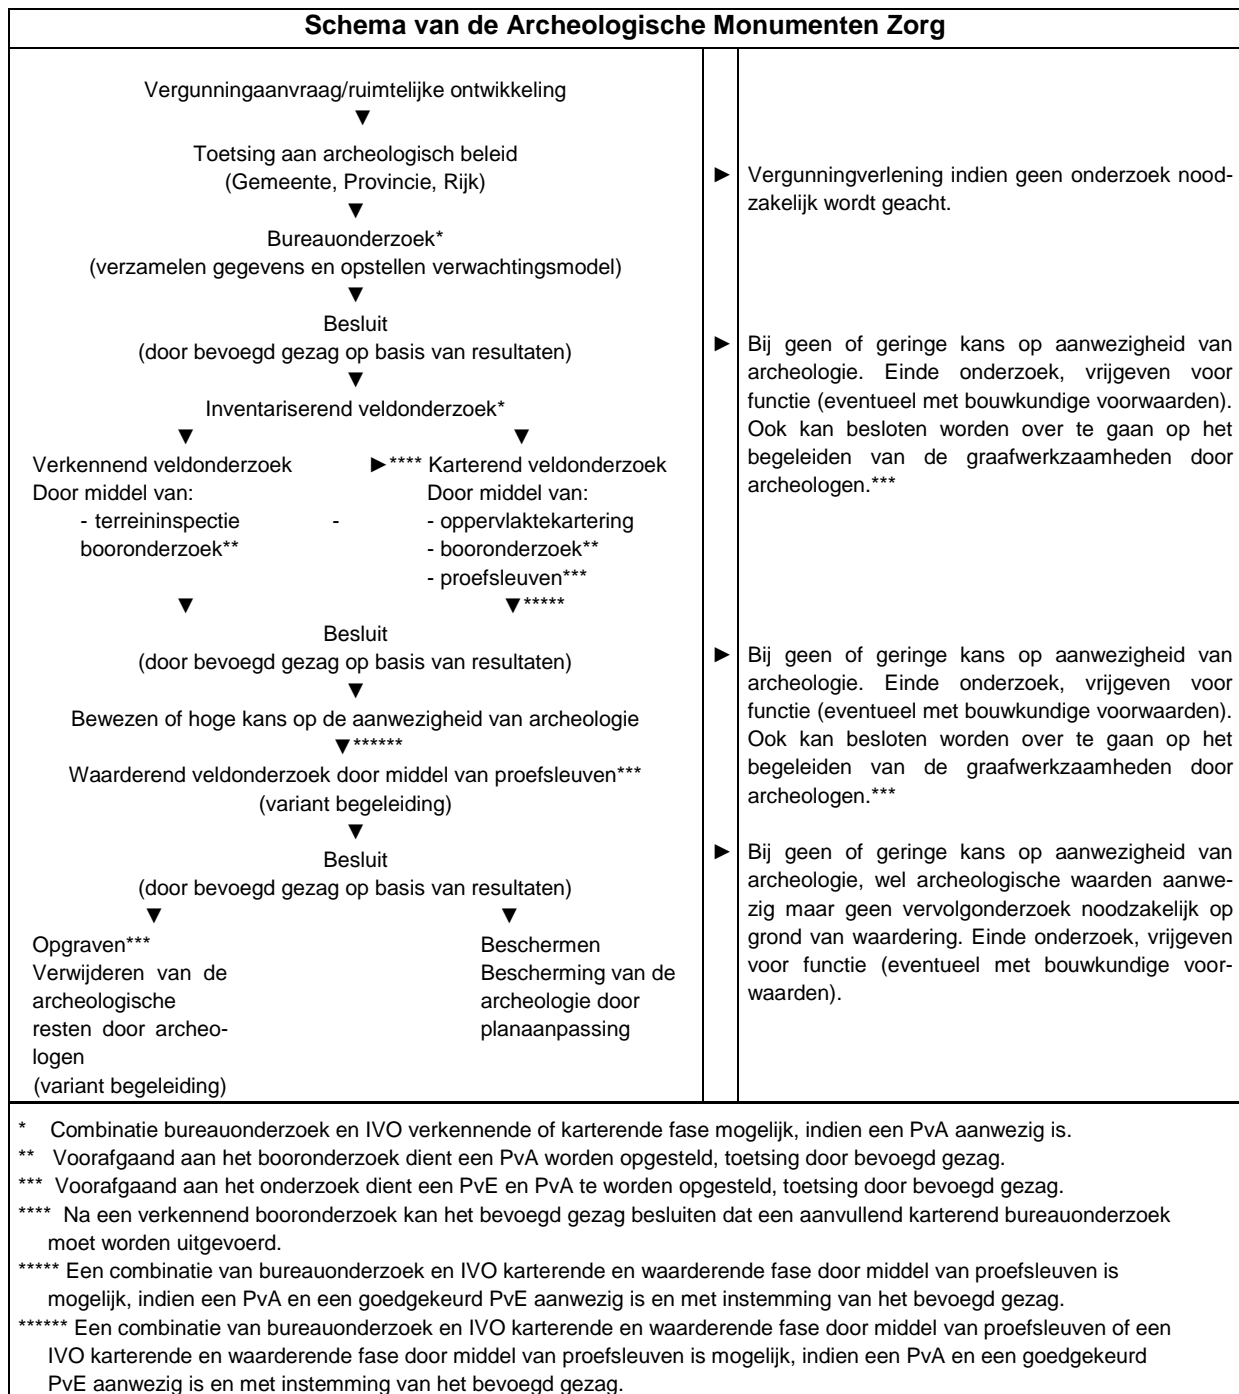 Schema van de Archeologische Monumenten Zorg
Vergunningaanvraag/ruimtelijke ontwikkeling
▼
Toetsing aan archeologisch beleid
(Gemeente, Provincie, Rijk)
▼
► Vergunningverlening indien geen onderzoek nood-
zakelijk wordt geacht.
Bureauonderzoek*
(verzamelen gegevens en opstellen verwachtingsmodel)
▼
Besluit
(door bevoegd gezag op basis van resultaten)
▼
► Bij geen of geringe kans op aanwezigheid van
archeologie. Einde onderzoek, vrijgeven voor
functie (eventueel met bouwkundige voorwaarden).
Ook kan besloten worden over te gaan op het
begeleiden van de graafwerkzaamheden door
archeologen.***
Inventariserend veldonderzoek*
▼ ▼
Verkennend veldonderzoek ►**** Karterend veldonderzoek
Door middel van: Door middel van:
- terreininspectie - - oppervlaktekartering
booronderzoek** - booronderzoek**
- proefsleuven***
▼ ▼*****
Besluit
(door bevoegd gezag op basis van resultaten)
▼
► Bij geen of geringe kans op aanwezigheid van
archeologie. Einde onderzoek, vrijgeven voor
functie (eventueel met bouwkundige voorwaarden).
Ook kan besloten worden over te gaan op het
begeleiden van de graafwerkzaamheden door
archeologen.***
Bewezen of hoge kans op de aanwezigheid van archeologie
▼******
Waarderend veldonderzoek door middel van proefsleuven***
(variant begeleiding)
▼
Besluit
(door bevoegd gezag op basis van resultaten)
▼ ▼
► Bij geen of geringe kans op aanwezigheid van
archeologie, wel archeologische waarden aanwe-
zig maar geen vervolgonderzoek noodzakelijk op
grond van waardering. Einde onderzoek, vrijgeven
voor functie (eventueel met bouwkundige voor-
waarden).
Opgraven***
Verwijderen van de
archeologische
resten door archeo-
logen
(variant begeleiding)
Beschermen
Bescherming van de
archeologie door
planaanpassing
* Combinatie bureauonderzoek en IVO verkennende of karterende fase mogelijk, indien een PvA aanwezig is.
** Voorafgaand aan het booronderzoek dient een PvA worden opgesteld, toetsing door bevoegd gezag.
*** Voorafgaand aan het onderzoek dient een PvE en PvA te worden opgesteld, toetsing door bevoegd gezag.
**** Na een verkennend booronderzoek kan het bevoegd gezag besluiten dat een aanvullend karterend bureauonderzoek
moet worden uitgevoerd.
***** Een combinatie van bureauonderzoek en IVO karterende en waarderende fase door middel van proefsleuven is
mogelijk, indien een PvA en een goedgekeurd PvE aanwezig is en met instemming van het bevoegd gezag.
****** Een combinatie van bureauonderzoek en IVO karterende en waarderende fase door middel van proefsleuven of een
IVO karterende en waarderende fase door middel van proefsleuven is mogelijk, indien een PvA en een goedgekeurd
PvE aanwezig is en met instemming van het bevoegd gezag.